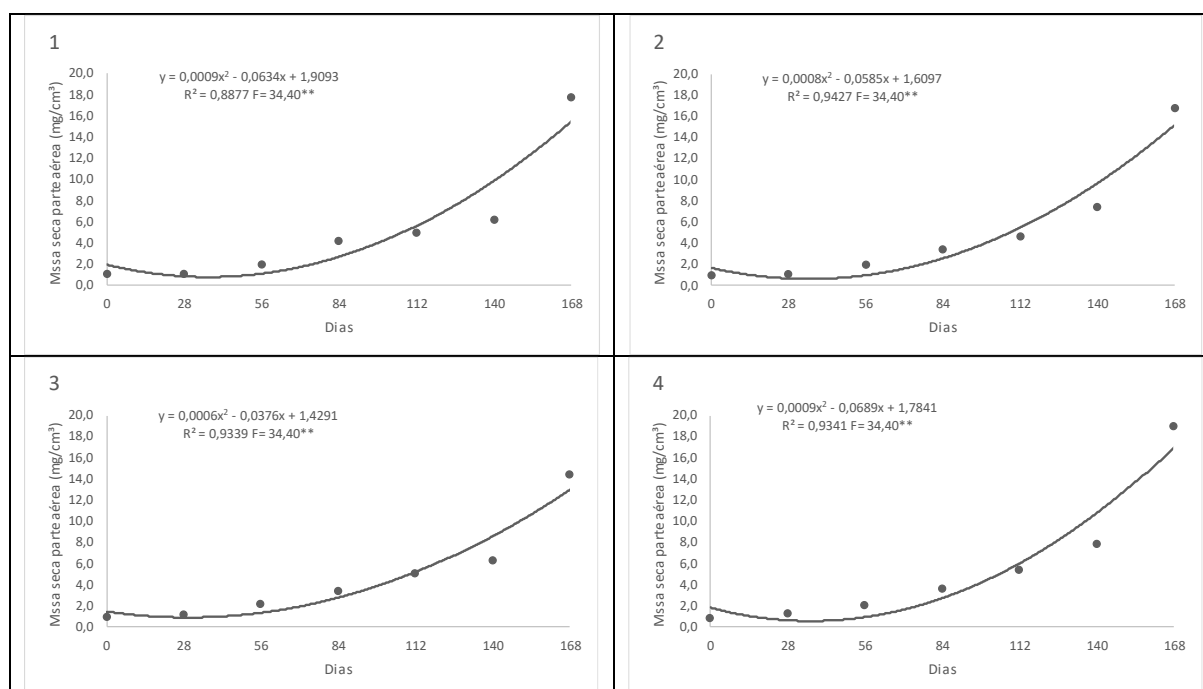 1
y = 0,0009x² - 0,0634x + 1,9093
R² = 0,8877 F= 34,40**
Mssa seca parte aérea (mg/cm³)
20,0
18,0
16,0
14,0
12,0
10,0
8,0
6,0
4,0
2,0
0,0
0 28 56 84 112 140 168
Dias
2
y = 0,0008x² - 0,0585x + 1,6097
R² = 0,9427 F= 34,40**
Mssa seca parte aérea (mg/cm³)
20,0
18,0
16,0
14,0
12,0
10,0
8,0
6,0
4,0
2,0
0,0
0 28 56 84 112 140 168
Dias
3
y = 0,0006x² - 0,0376x + 1,4291
R² = 0,9339 F= 34,40**
Mssa seca parte aérea (mg/cm³)
20,0
18,0
16,0
14,0
12,0
10,0
8,0
6,0
4,0
2,0
0,0
0 28 56 84 112 140 168
Dias
4
y = 0,0009x² - 0,0689x + 1,7841
R² = 0,9341 F= 34,40**
Mssa seca parte aérea (mg/cm³)
20,0
18,0
16,0
14,0
12,0
10,0
8,0
6,0
4,0
2,0
0,0
0 28 56 84 112 140 168
Dias